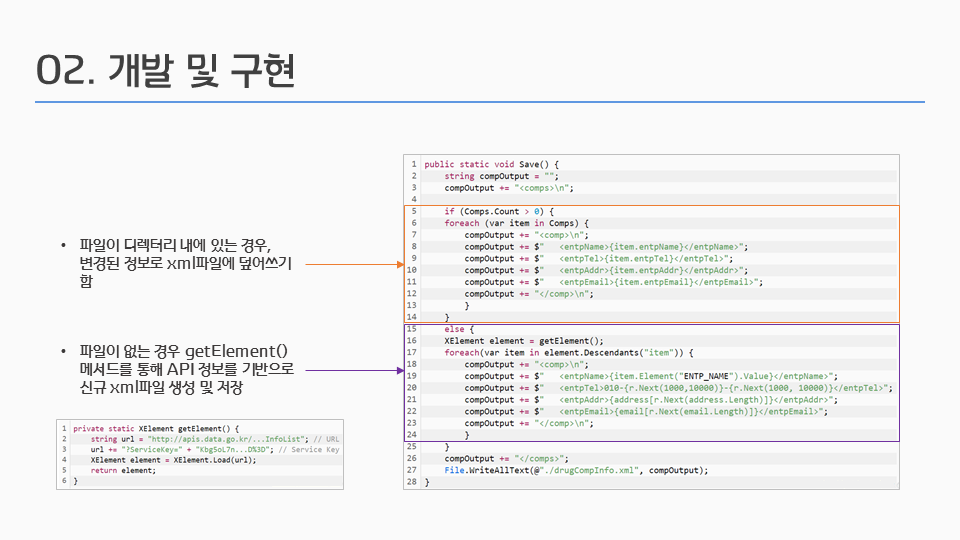 02. 개발 및 구현
• 파일이 디렉터리 내에 있는 경우,
변경된 정보로 xml파일에 덮어쓰기
함
• 파일이 없는 경우 getElement()
메서드를 통해 API 정보를 기반으로
신규 xml파일 생성 및 저장
1 private static XElement getElement() {
2 string url = "http://apis.data.go.kr/...InfoList"; // URL
3 url += "?ServiceKey=" + "KbgSoL7n...D%3D"; // Service Key
4 XElement element = XElement.Load(url);
5 return element;
6 }
1 public static void Save() {
2 string compOutput = "";
3 compOutput += "<comps>\n";
4
5 if (Comps.Count > 0) {
6 foreach (var item in Comps) {
7 compOutput += "<comp>\n";
8 compOutput += $" <entpName>{item.entpName}</entpName>";
9 compOutput += $" <entpTel>{item.entpTel}</entpTel>";
10 compOutput += $" <entpAddr>{item.entpAddr}</entpAddr>";
11 compOutput += $" <entpEmail>{item.entpEmail}</entpEmail>";
12 compOutput += "</comp>\n";
13 }
14 }
15 else {
16 XElement element = getElement();
17 foreach(var item in element.Descendants("item")) {
18 compOutput += "<comp>\n";
19 compOutput += $" <entpName>{item.Element("ENTP_NAME").Value}</entpName>";
20 compOutput += $" <entpTel>010-{r.Next(1000,10000)}-{r.Next(1000, 10000)}</entpTel>";
21 compOutput += $" <entpAddr>{address[r.Next(address.Length)]}</entpAddr>";
22 compOutput += $" <entpEmail>{email[r.Next(email.Length)]}</entpEmail>";
23 compOutput += "</comp>\n";
24 }
25 }
26 compOutput += "</comps>";
27 File.WriteAllText(@"./drugCompInfo.xml", compOutput);
28 }